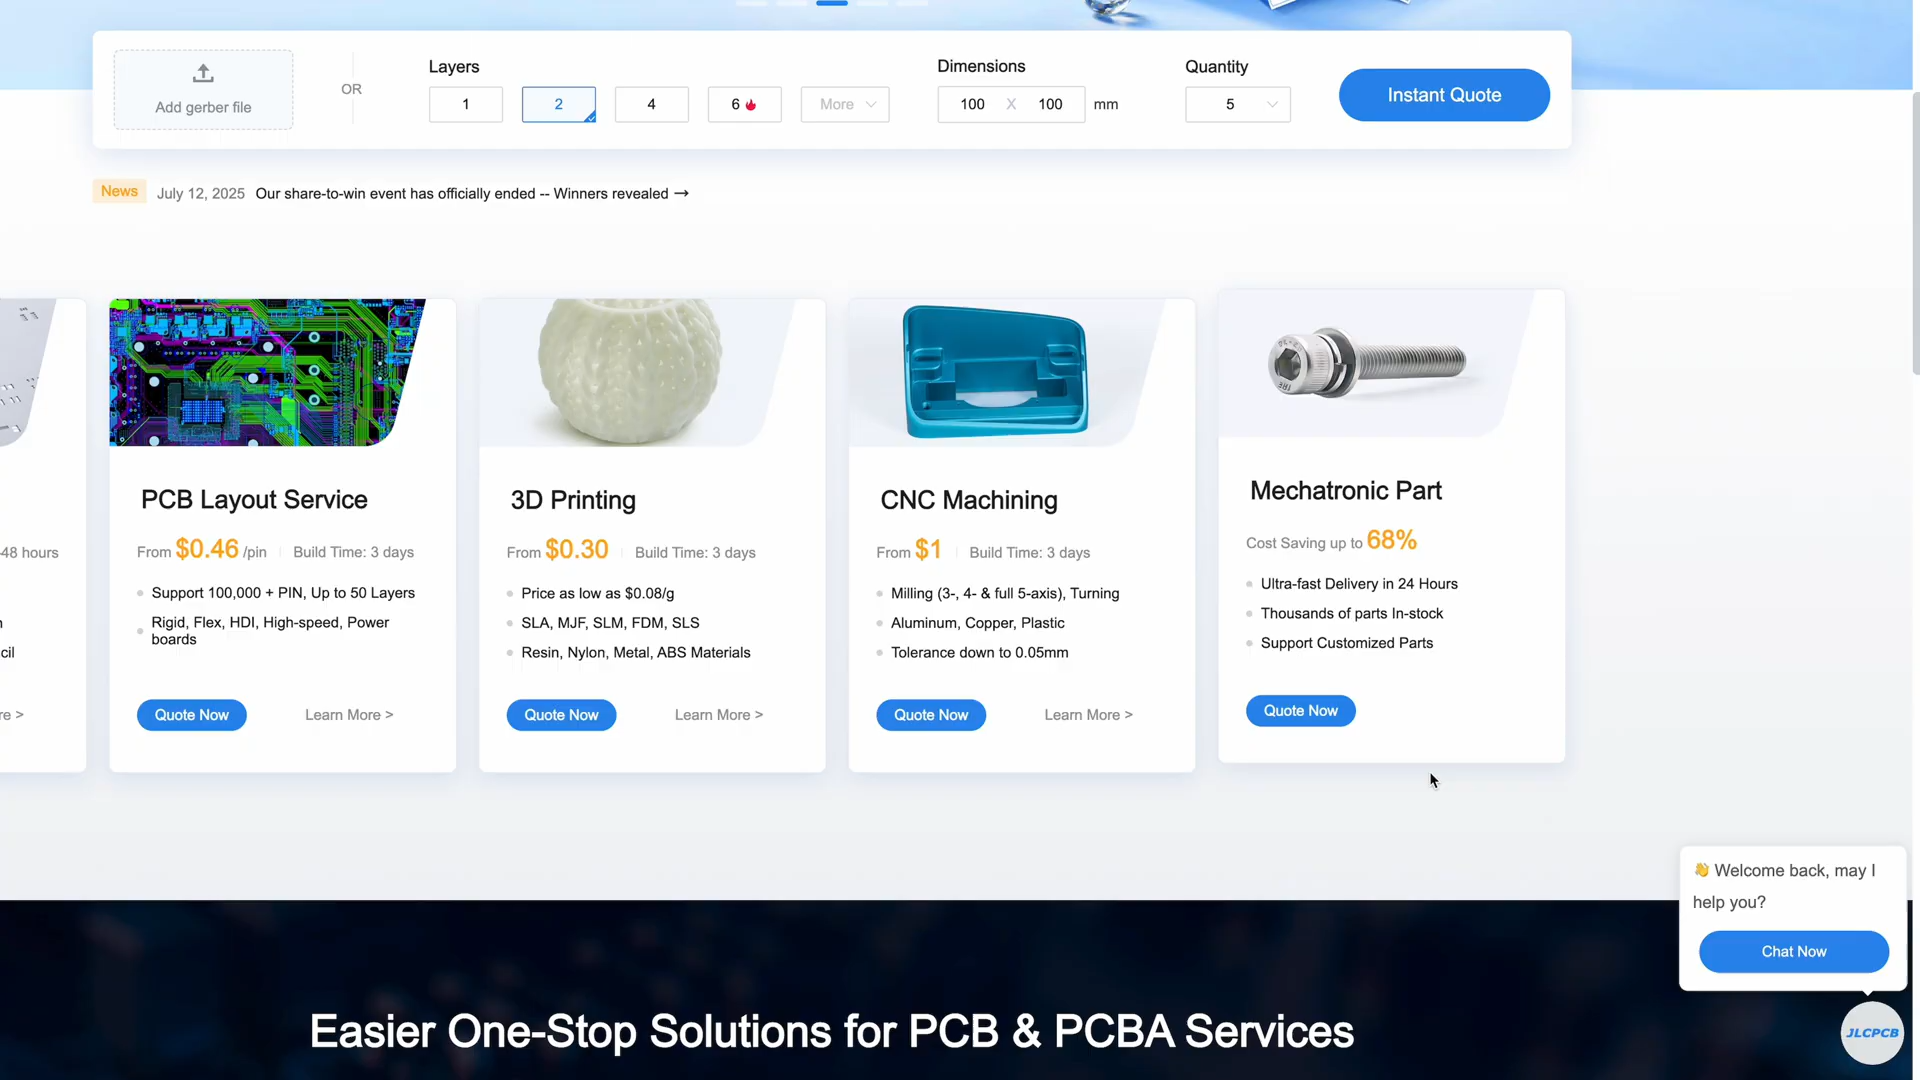 Add gerber file
OR
Layers
1
2
4
6
More
Dimensions
100 X 100 mm
Quantity
5
Instant Quote
News July 12, 2025 Our share-to-win event has officially ended -- Winners revealed →
48 hours
cil
re >
PCB Layout Service
From $0.46 /pin Build Time: 3 days
Support 100,000 + PIN, Up to 50 Layers
Rigid, Flex, HDI, High-speed, Power
boards
Quote Now Learn More >
3D Printing
From $0.30 Build Time: 3 days
Price as low as $0.08/g
SLA, MJF, SLM, FDM, SLS
Resin, Nylon, Metal, ABS Materials
Quote Now Learn More >
CNC Machining
From $1 Build Time: 3 days
Milling (3-, 4- & full 5-axis), Turning
Aluminum, Copper, Plastic
Tolerance down to 0.05mm
Quote Now Learn More >
Mechatronic Part
Cost Saving up to 68%
Ultra-fast Delivery in 24 Hours
Thousands of parts In-stock
Support Customized Parts
Quote Now
👋 Welcome back, may I
help you?
Chat Now
JLCPCB
Easier One-Stop Solutions for PCB & PCBA Services